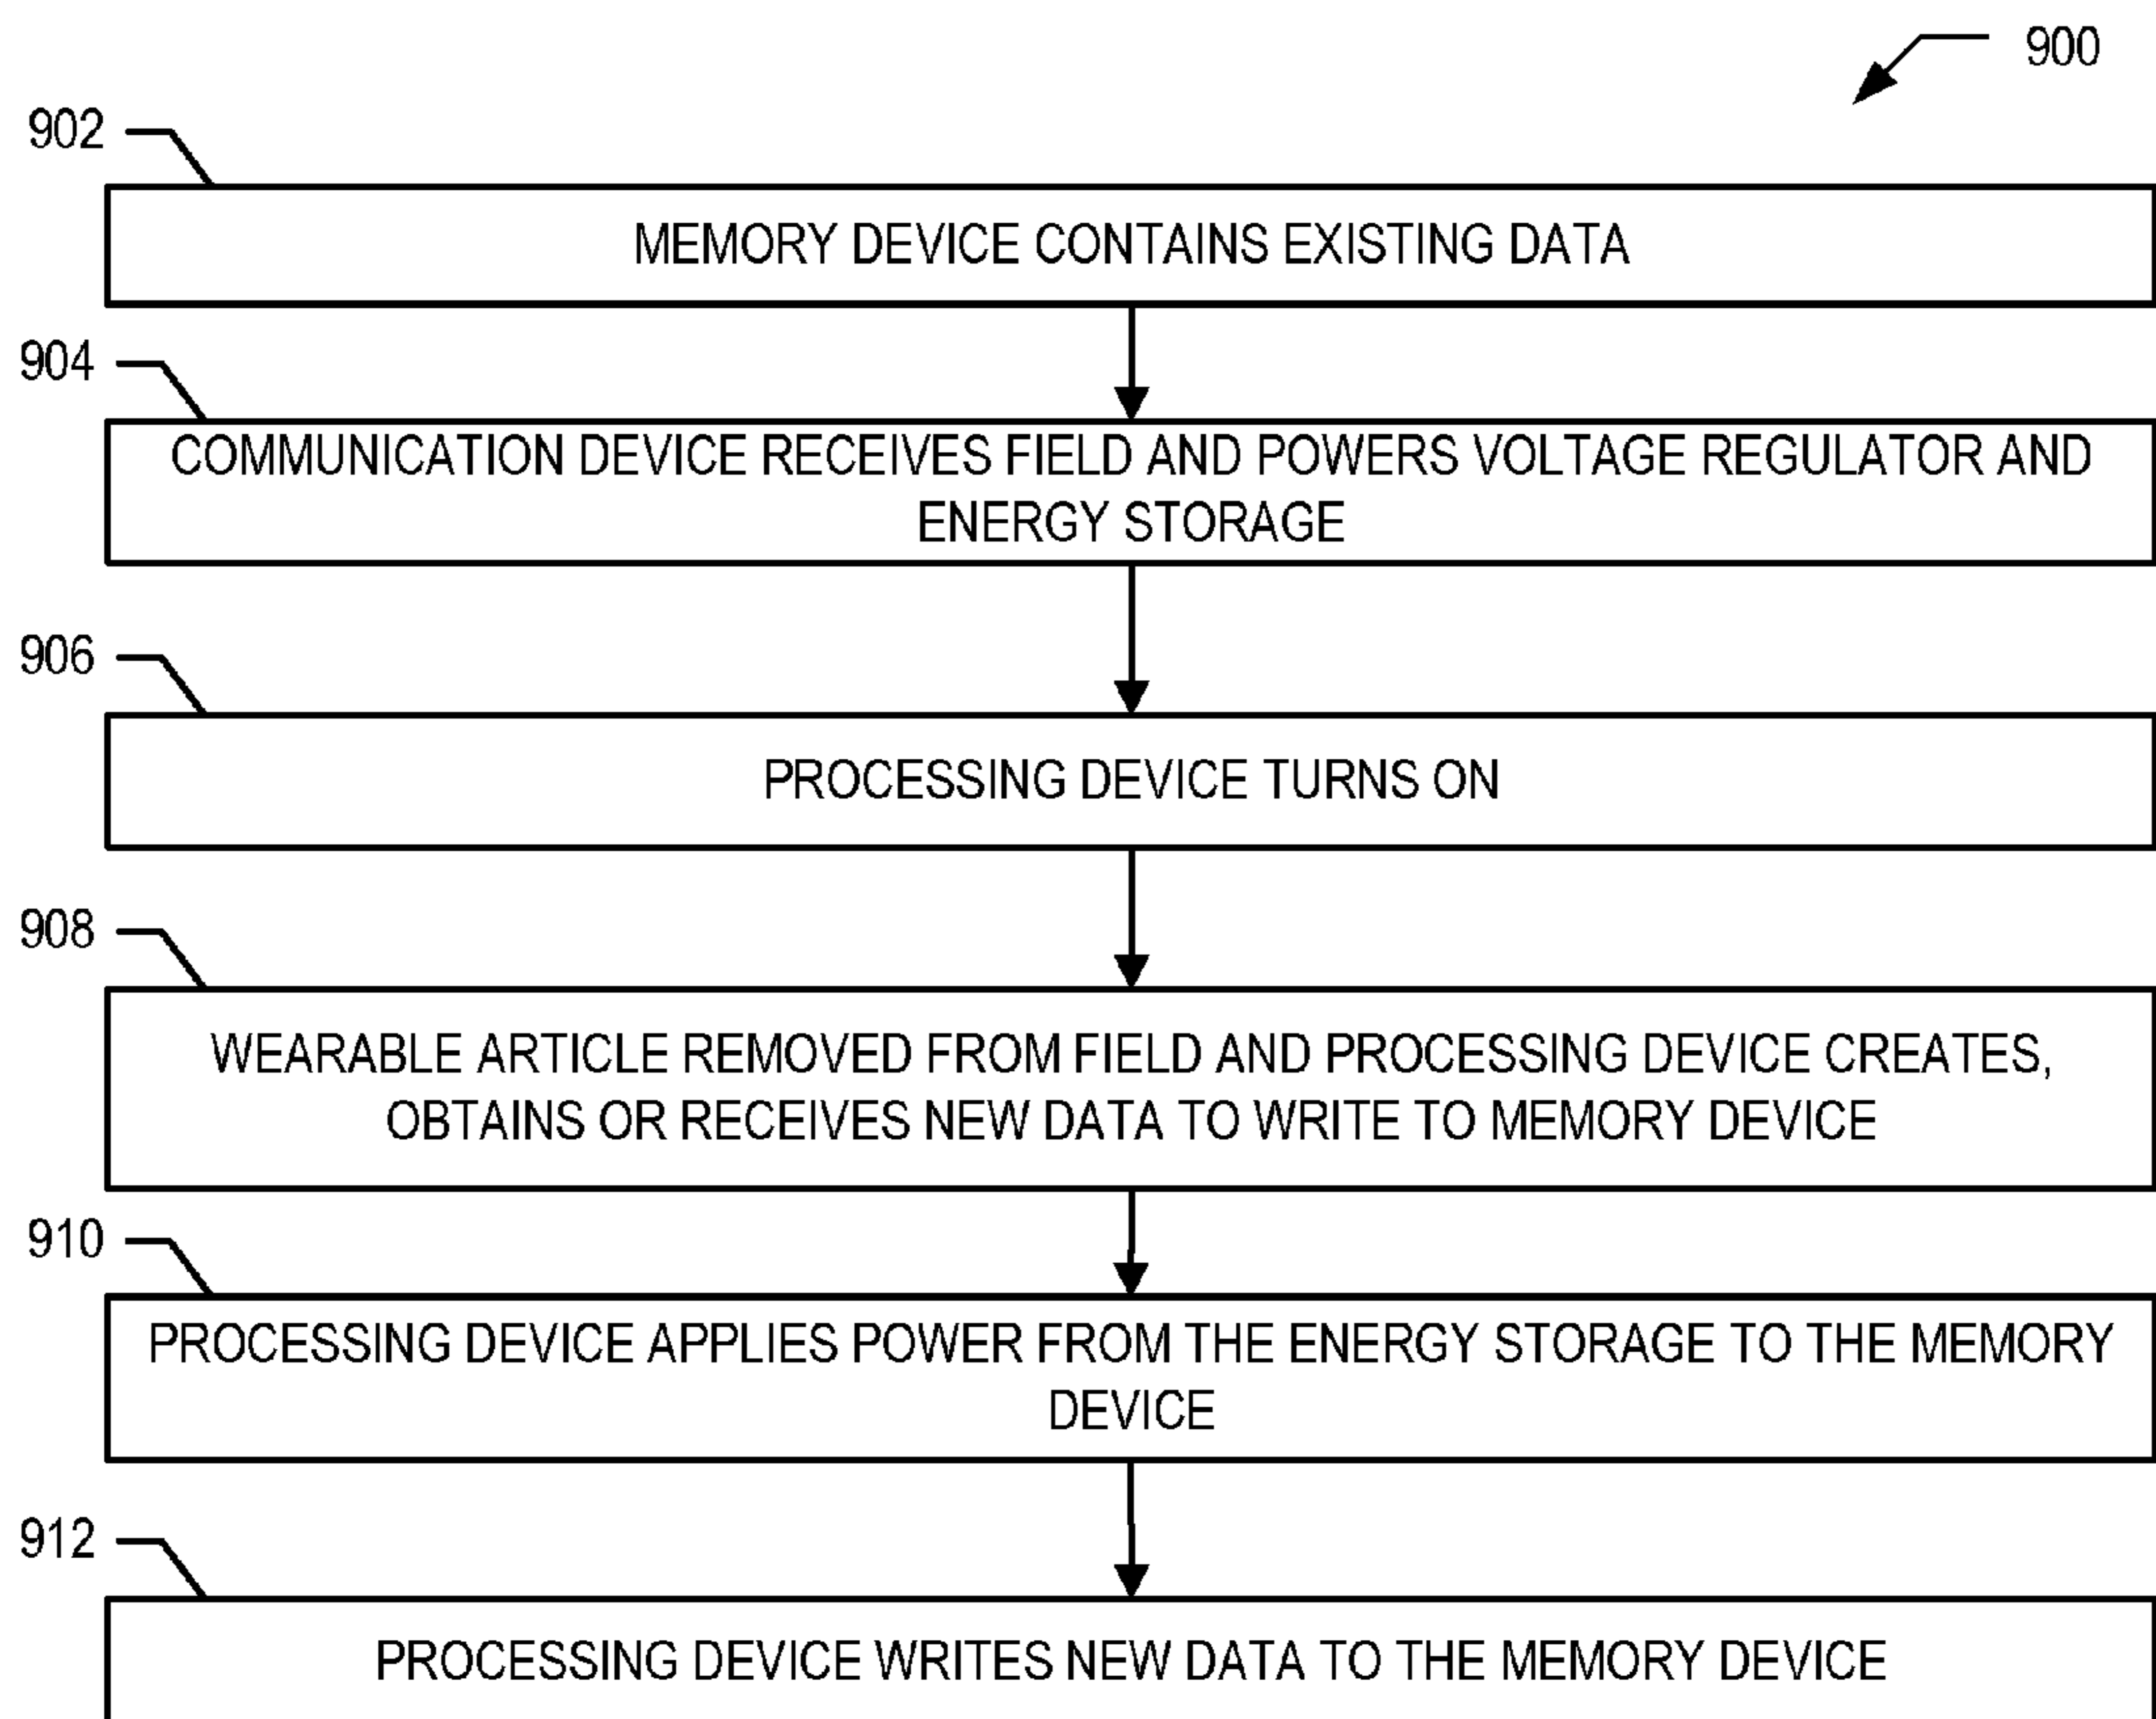 900
902
MEMORY DEVICE CONTAINS EXISTING DATA
904
COMMUNICATION DEVICE RECEIVES FIELD AND POWERS VOLTAGE REGULATOR AND
ENERGY STORAGE
906
PROCESSING DEVICE TURNS ON
908
WEARABLE ARTICLE REMOVED FROM FIELD AND PROCESSING DEVICE CREATES,
OBTAINS OR RECEIVES NEW DATA TO WRITE TO MEMORY DEVICE
910
PROCESSING DEVICE APPLIES POWER FROM THE ENERGY STORAGE TO THE MEMORY
DEVICE
912
PROCESSING DEVICE WRITES NEW DATA TO THE MEMORY DEVICE